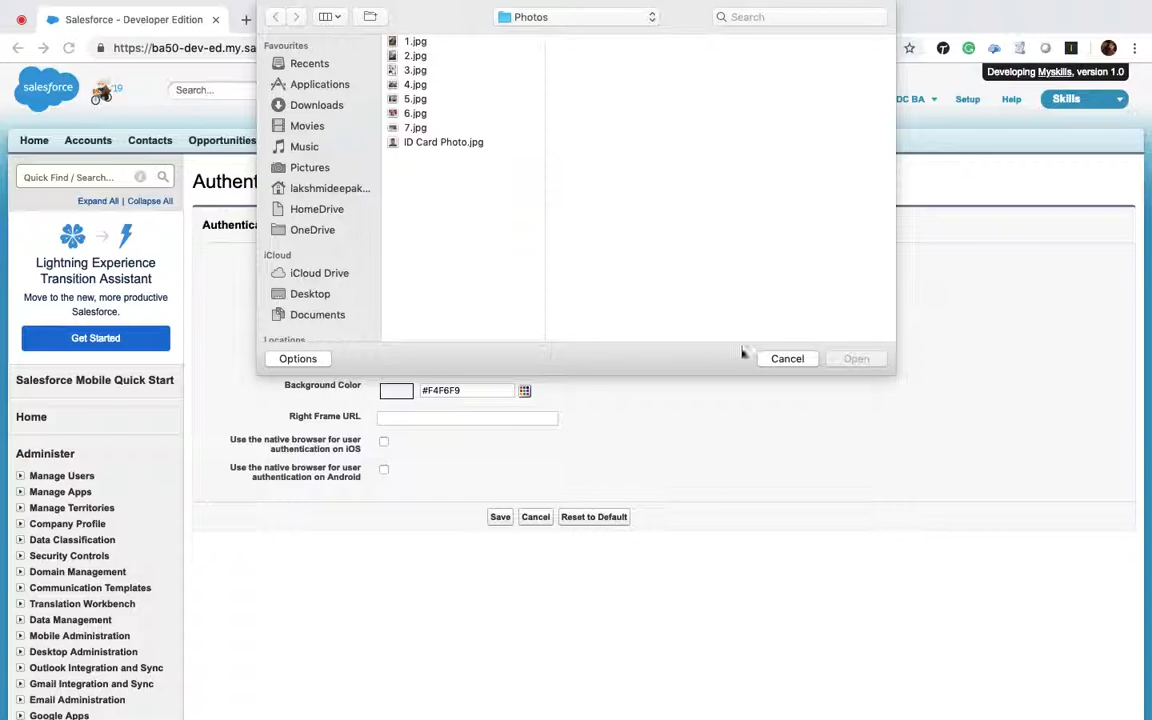 Salesforce - Developer Edition
https://ba50-dev-ed.my.sa
Photos
Search
Favourites
Recents
Applications
Downloads
Movies
Music
Pictures
lakshmideepak...
HomeDrive
OneDrive
iCloud
iCloud Drive
Desktop
Documents
Locations
1.jpg
2.jpg
3.jpg
4.jpg
5.jpg
6.jpg
7.jpg
ID Card Photo.jpg
Options
Cancel
Open
Developing Myskills, version 1.0
salesforce
'19
Search...
DC BA
Setup
Help
Skills
Home
Accounts
Contacts
Opportunities
Quick Find / Search...
Expand All | Collapse All
Lightning Experience
Transition Assistant
Move to the new, more productive
Salesforce.
Get Started
Salesforce Mobile Quick Start
Home
Administer
Manage Users
Manage Apps
Manage Territories
Company Profile
Data Classification
Security Controls
Domain Management
Communication Templates
Translation Workbench
Data Management
Mobile Administration
Desktop Administration
Outlook Integration and Sync
Gmail Integration and Sync
Email Administration
Google Apps
Authent
Authentica
Background Color
#F4F6F9
Right Frame URL
Use the native browser for user
authentication on iOS
Use the native browser for user
authentication on Android
Save
Cancel
Reset to Default